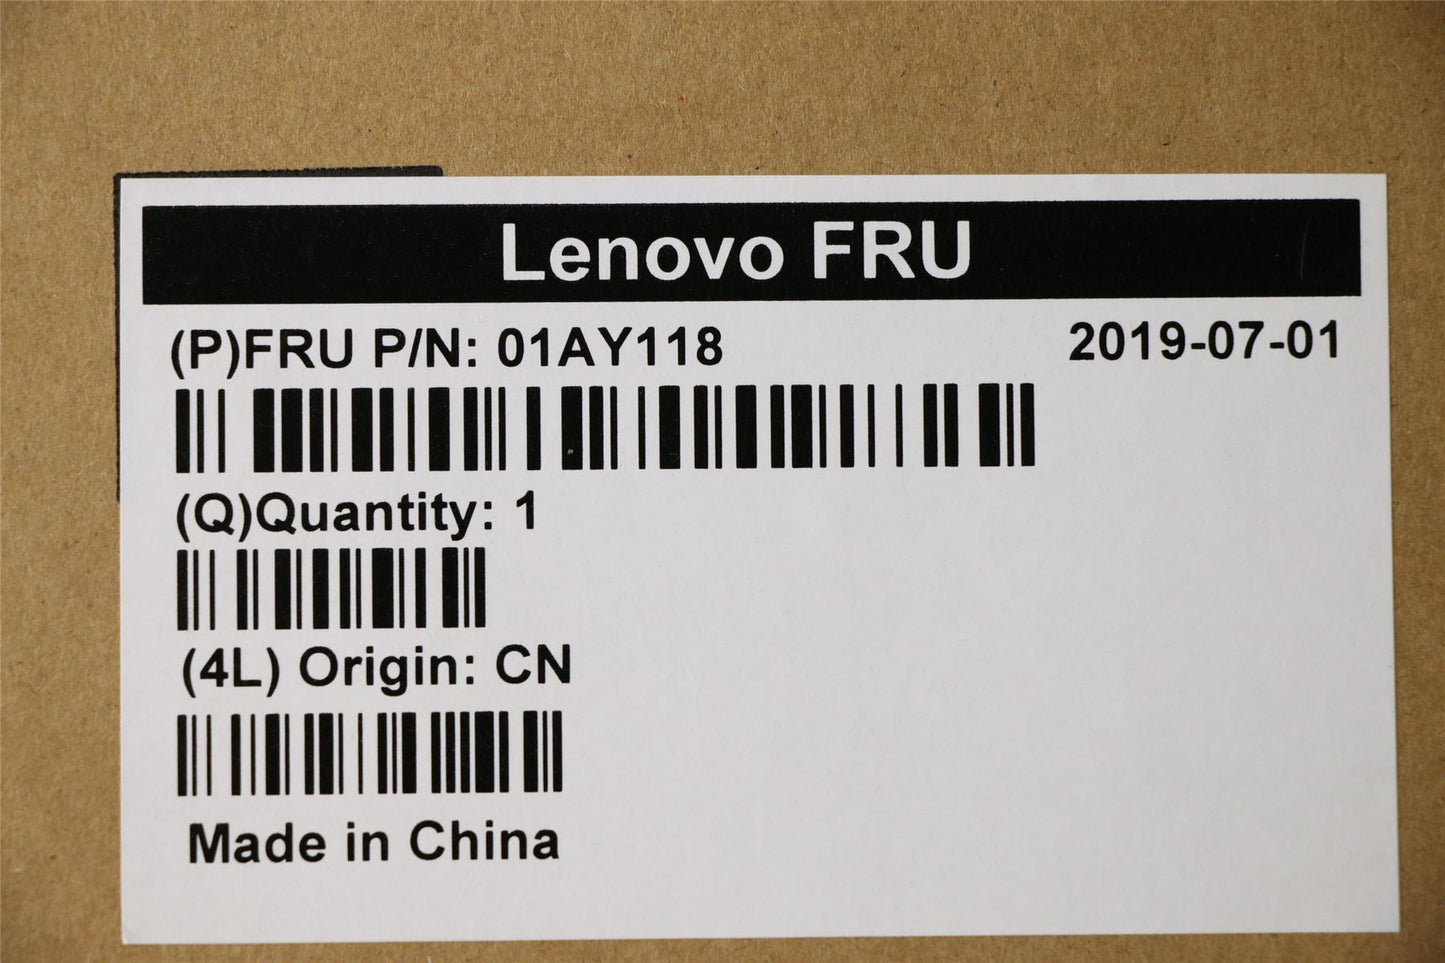 Lenovo FRU
(P)FRU P/N: 01AY118 2019-07-01
(Q)Quantity: 1
(4L) Origin: CN
Made in China